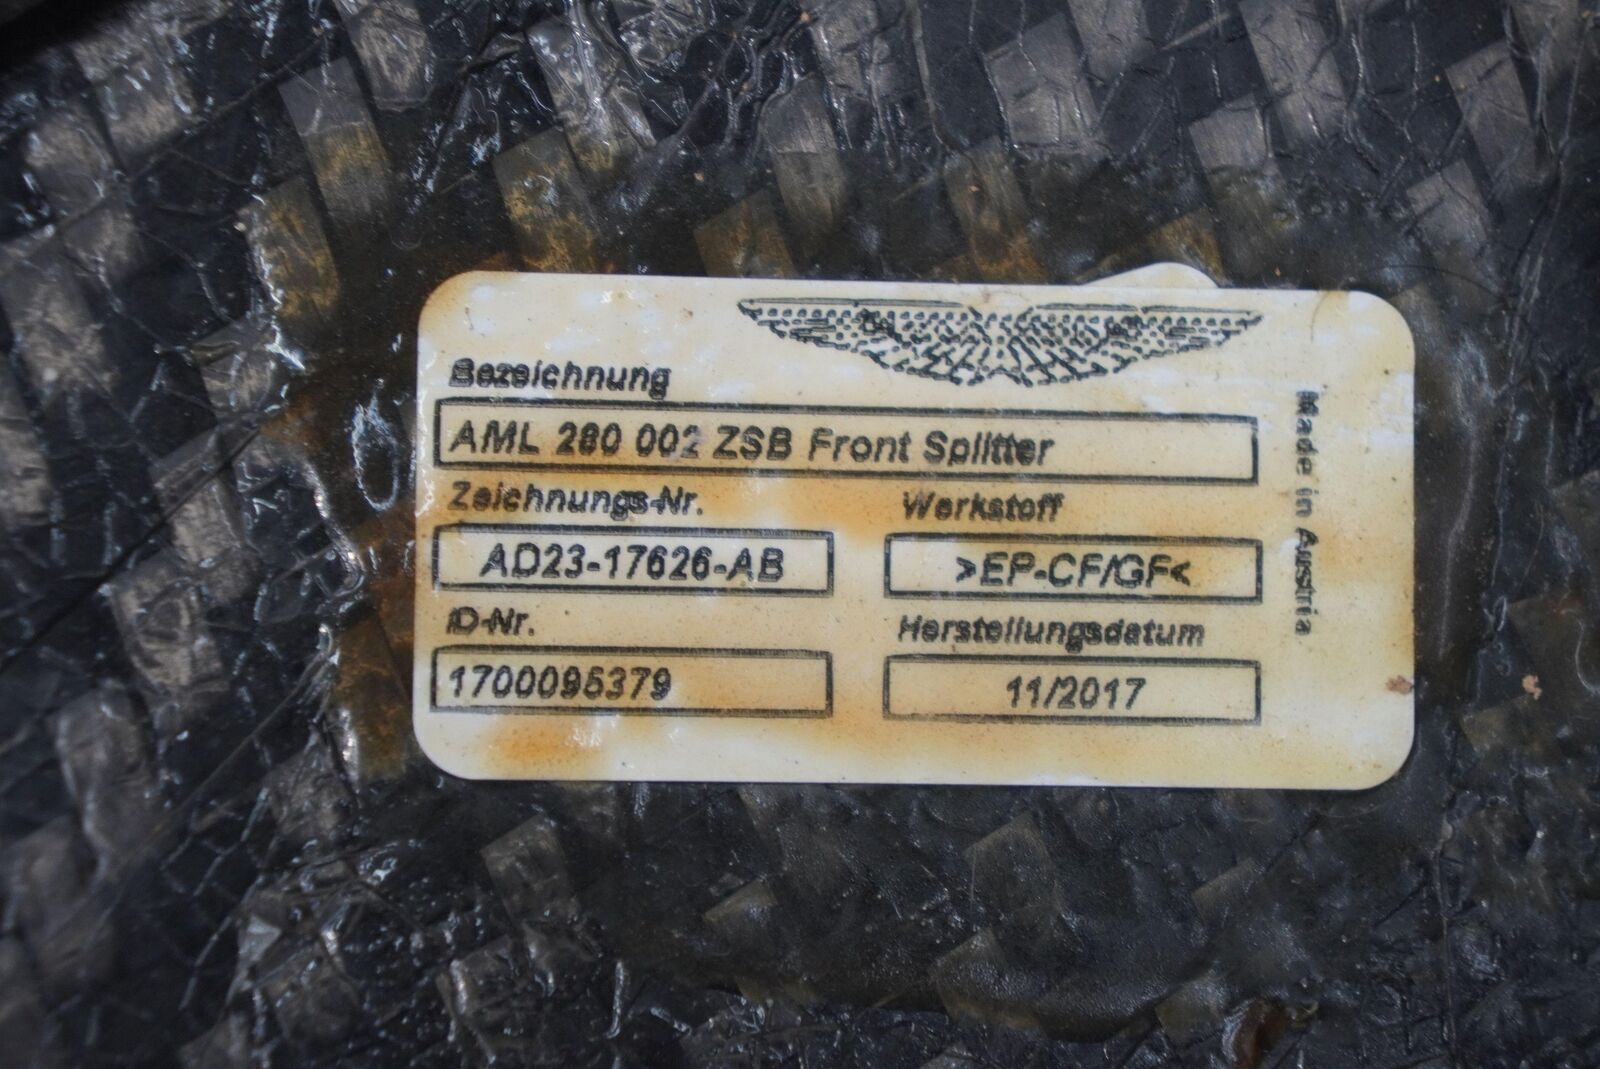 Bezeichnung
AML 280 002 ZSB Front Splitter
Zeichnungs-Nr.
Werkstoff
AD23-17626-AB
>EP-CF/GF<
ID-Nr.
Herstellungsdatum
1700095379
11/2017
Made in Austria